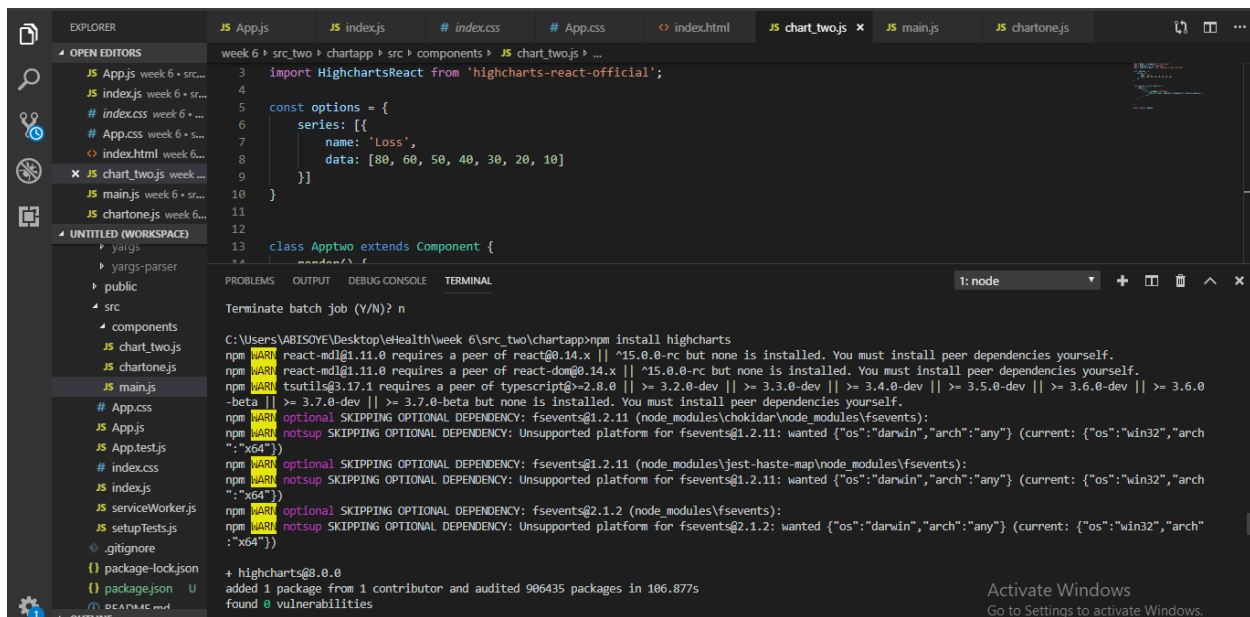 EXPLORER
JS App.js JS index.js # index.css # App.css <> index.html JS chart_two.js × JS main.js JS chartone.js ...
OPEN EDITORS
JS App.js week 6 • src...
JS index.js week 6 • sr...
# index.css week 6 • ...
# App.css week 6 • s...
<> index.html week 6...
× JS chart_two.js week ...
JS main.js week 6 • sr...
JS chartone.js week 6...
UNTITLED (WORKSPACE)
yargs
yargs-parser
public
src
components
JS chart_two.js
JS chartone.js
JS main.js
# App.css
JS App.js
JS App.test.js
# index.css
JS index.js
JS serviceWorker.js
JS setupTests.js
.gitignore
{} package-lock.json
{} package.json U
README.md
OUTLINE
1
week 6 ▸ src_two ▸ chartapp ▸ src ▸ components ▸ JS chart_two.js ▸ ...
3 import HighchartsReact from 'highcharts-react-official';
4
5 const options = {
6 series: [{
7 name: 'Loss',
8 data: [80, 60, 50, 40, 30, 20, 10]
9 }]
10 }
11
12
13 class Apptwo extends Component {
14 render() {
PROBLEMS OUTPUT DEBUG CONSOLE TERMINAL 1: node
Terminate batch job (Y/N)? n
C:\Users\ABISOYE\Desktop\eHealth\week 6\src_two\chartapp>npm install highcharts
npm WARN react-mdl@1.11.0 requires a peer of react@0.14.x || ^15.0.0-rc but none is installed. You must install peer dependencies yourself.
npm WARN react-mdl@1.11.0 requires a peer of react-dom@0.14.x || ^15.0.0-rc but none is installed. You must install peer dependencies yourself.
npm WARN tsutils@3.17.1 requires a peer of typescript@>=2.8.0 || >= 3.2.0-dev || >= 3.3.0-dev || >= 3.4.0-dev || >= 3.5.0-dev || >= 3.6.0-dev || >= 3.6.0
-beta || >= 3.7.0-dev || >= 3.7.0-beta but none is installed. You must install peer dependencies yourself.
npm WARN optional SKIPPING OPTIONAL DEPENDENCY: fsevents@1.2.11 (node_modules\chokidar\node_modules\fsevents):
npm WARN notsup SKIPPING OPTIONAL DEPENDENCY: Unsupported platform for fsevents@1.2.11: wanted {"os":"darwin","arch":"any"} (current: {"os":"win32","arch
":"x64"})
npm WARN optional SKIPPING OPTIONAL DEPENDENCY: fsevents@1.2.11 (node_modules\jest-haste-map\node_modules\fsevents):
npm WARN notsup SKIPPING OPTIONAL DEPENDENCY: Unsupported platform for fsevents@1.2.11: wanted {"os":"darwin","arch":"any"} (current: {"os":"win32","arch
":"x64"})
npm WARN optional SKIPPING OPTIONAL DEPENDENCY: fsevents@2.1.2 (node_modules\fsevents):
npm WARN notsup SKIPPING OPTIONAL DEPENDENCY: Unsupported platform for fsevents@2.1.2: wanted {"os":"darwin","arch":"any"} (current: {"os":"win32","arch"
:"x64"})
+ highcharts@8.0.0
added 1 package from 1 contributor and audited 906435 packages in 106.877s
found 0 vulnerabilities
Activate Windows
Go to Settings to activate Windows.